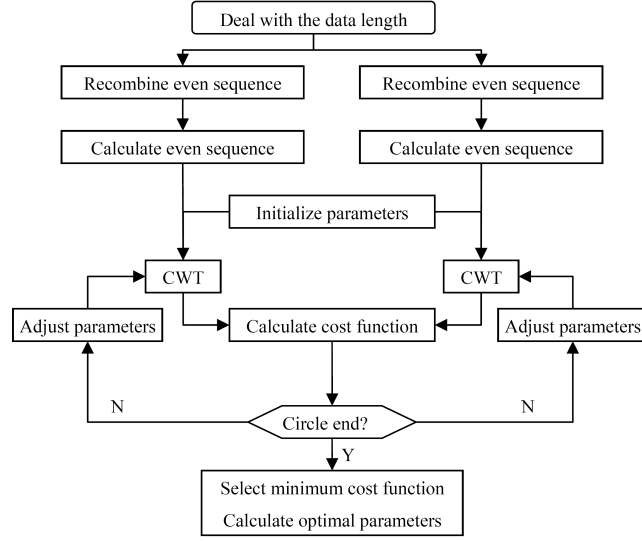 Deal with the data length
Recombine even sequence
Recombine even sequence
Calculate even sequence
Calculate even sequence
Initialize parameters
CWT
CWT
Adjust parameters
Calculate cost function
Adjust parameters
N
N
Circle end?
Y
Select minimum cost function
Calculate optimal parameters